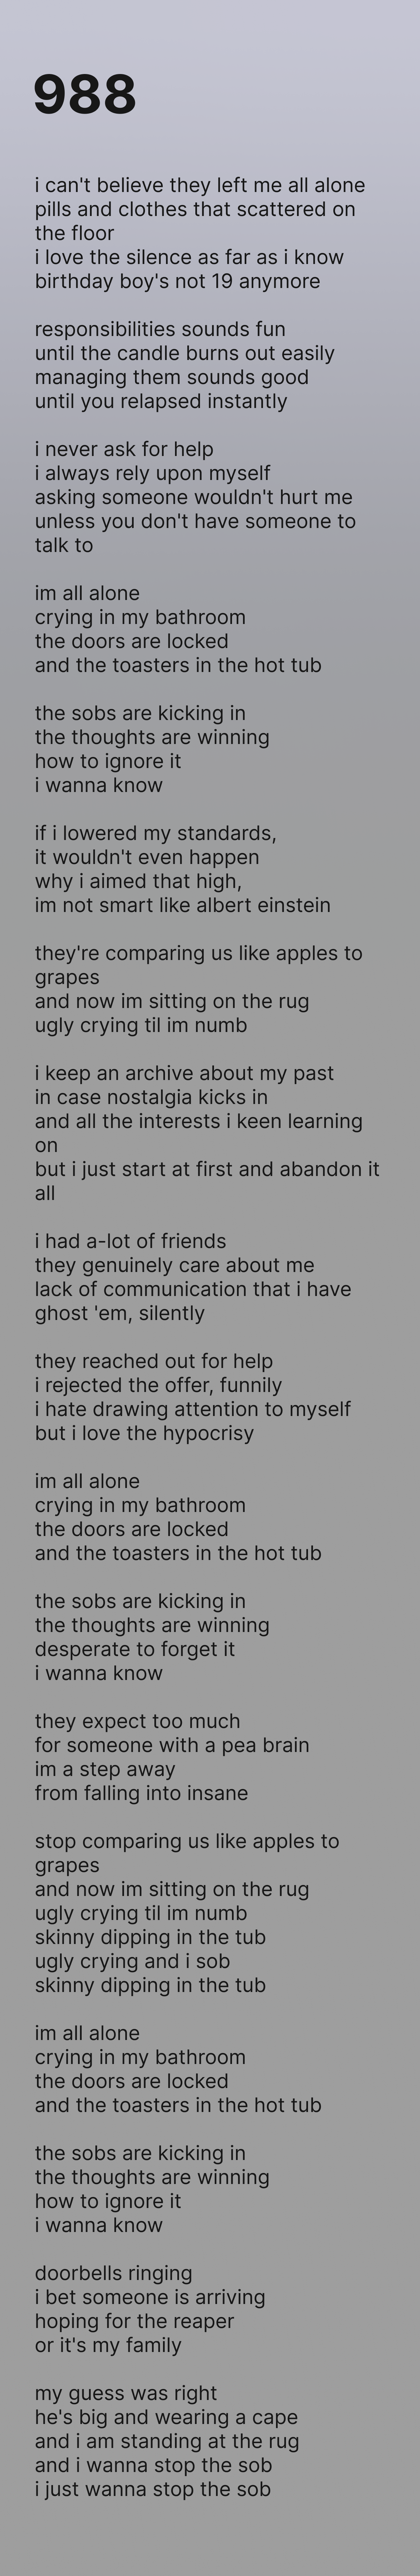 988
i can't believe they left me all alone
pills and clothes that scattered on
the floor
i love the silence as far as i know
birthday boy's not 19 anymore
responsibilities sounds fun
until the candle burns out easily
managing them sounds good
until you relapsed instantly
i never ask for help
i always rely upon myself
asking someone wouldn't hurt me
unless you don't have someone to
talk to
im all alone
crying in my bathroom
the doors are locked
and the toasters in the hot tub
the sobs are kicking in
the thoughts are winning
how to ignore it
i wanna know
if i lowered my standards,
it wouldn't even happen
why i aimed that high,
im not smart like albert einstein
they're comparing us like apples to
grapes
and now im sitting on the rug
ugly crying til im numb
i keep an archive about my past
in case nostalgia kicks in
and all the interests i keen learning
on
but i just start at first and abandon it
all
i had a-lot of friends
they genuinely care about me
lack of communication that i have
ghost 'em, silently
they reached out for help
i rejected the offer, funnily
i hate drawing attention to myself
but i love the hypocrisy
im all alone
crying in my bathroom
the doors are locked
and the toasters in the hot tub
the sobs are kicking in
the thoughts are winning
desperate to forget it
i wanna know
they expect too much
for someone with a pea brain
im a step away
from falling into insane
stop comparing us like apples to
grapes
and now im sitting on the rug
ugly crying til im numb
skinny dipping in the tub
ugly crying and i sob
skinny dipping in the tub
im all alone
crying in my bathroom
the doors are locked
and the toasters in the hot tub
the sobs are kicking in
the thoughts are winning
how to ignore it
i wanna know
doorbells ringing
i bet someone is arriving
hoping for the reaper
or it's my family
my guess was right
he's big and wearing a cape
and i am standing at the rug
and i wanna stop the sob
i just wanna stop the sob